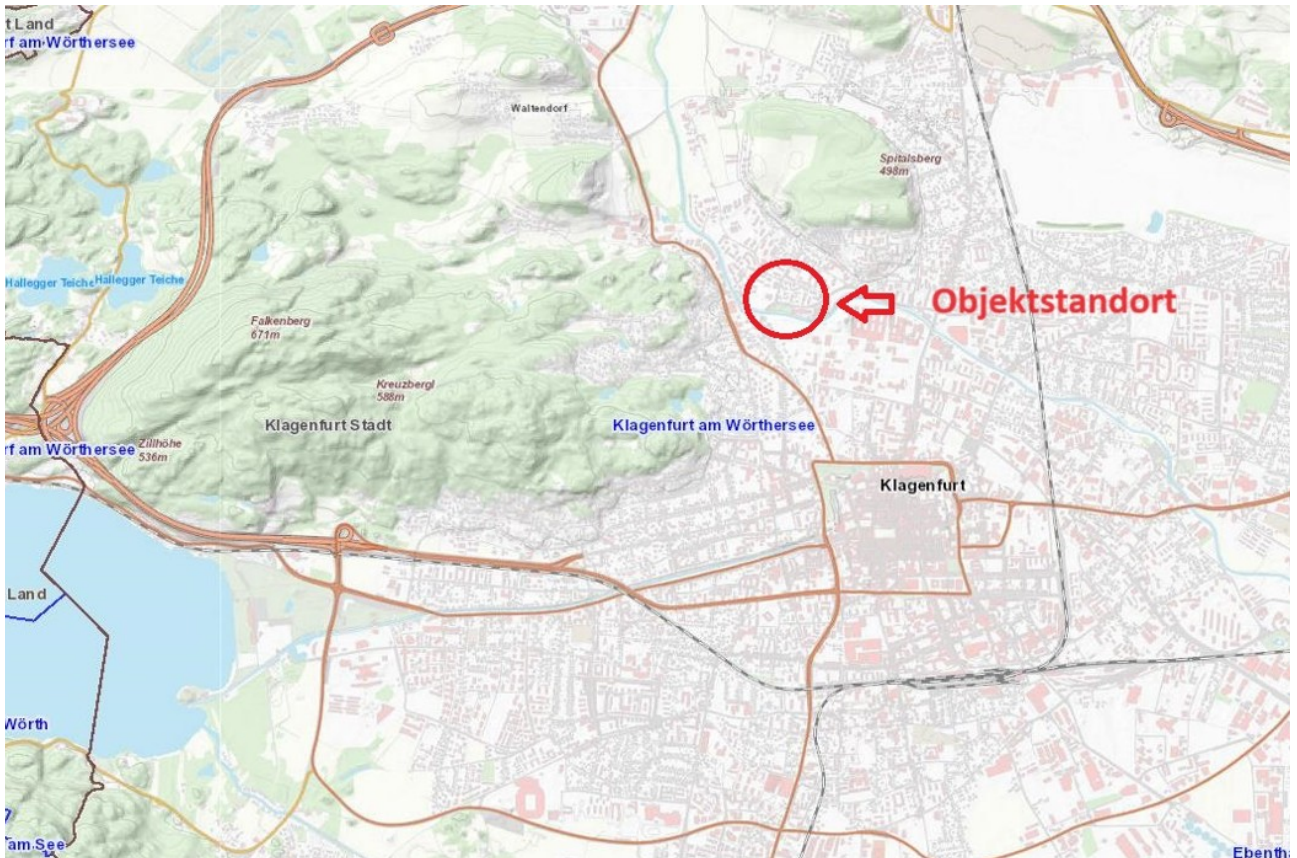 t Land
rf am Wörthersee
Waltendorf
Spitalsberg
498m
Hallegger Teiche
Hallegger Teiche
Objektstandort
Falkenberg
671m
Kreuzbergl
588m
Klagenfurt Stadt
Klagenfurt am Wörthersee
rf am Wörthersee
Zillhöhe
536m
Klagenfurt
Land
Wörth
am See
Ebentha